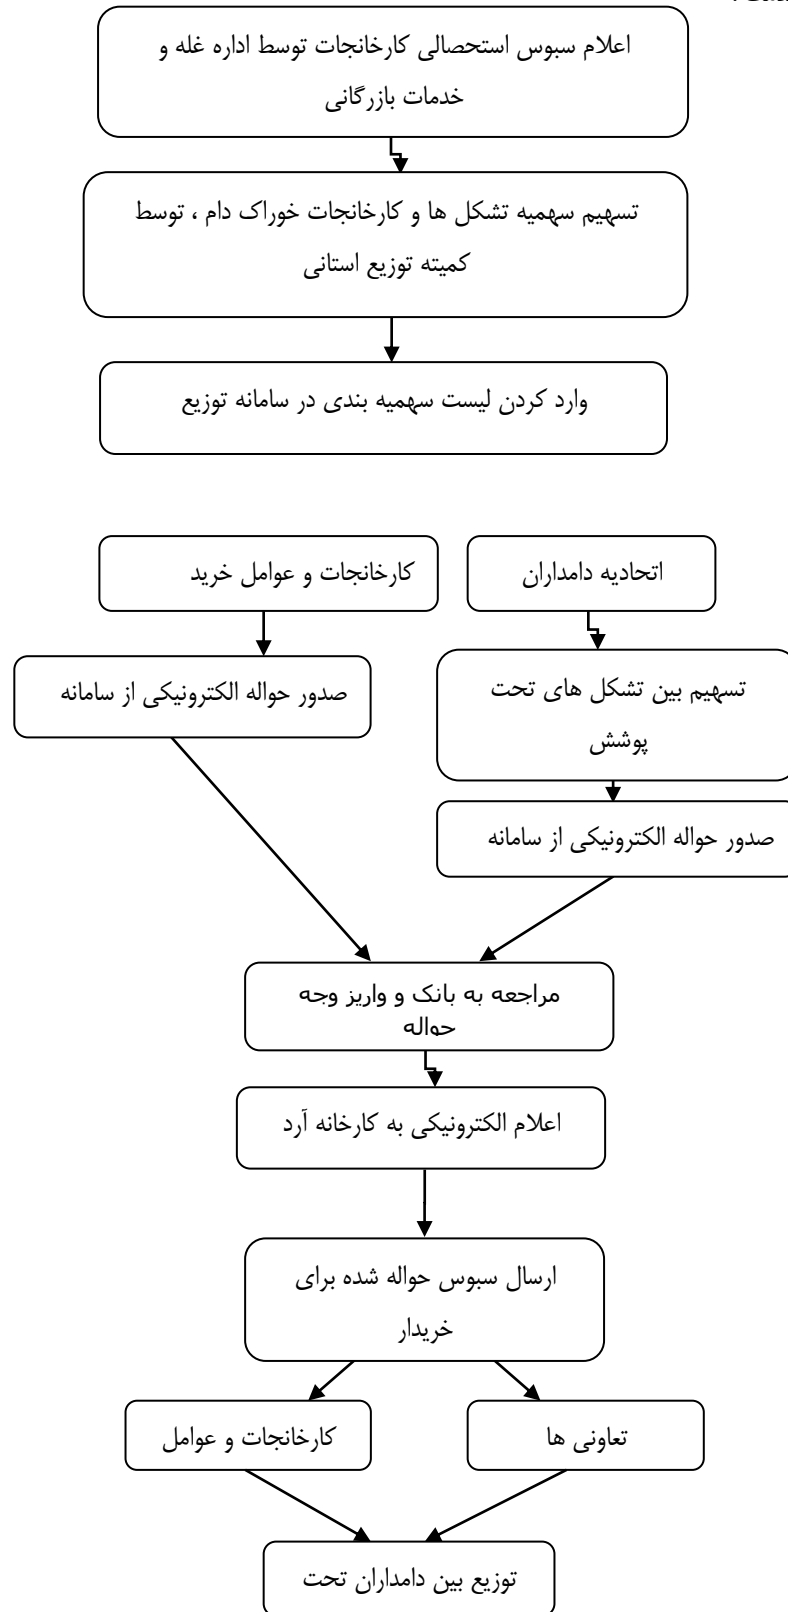 اعلام سبوس استحصالی کارخانجات توسط اداره غله و
خدمات بازرگانی
تسهیم سهمیه تشکل ها و کارخانجات خوراک دام ، توسط
کمیته توزیع استانی
وارد کردن لیست سهمیه بندی در سامانه توزیع
اتحادیه دامداران
کارخانجات و عوامل خرید
تسهیم بین تشکل های تحت
پوشش
صدور حواله الکترونیکی از سامانه
صدور حواله الکترونیکی از سامانه
مراجعه به بانک و واریز وجه
حواله
اعلام الکترونیکی به کارخانه آرد
ارسال سبوس حواله شده برای
خریدار
تعاونی ها
کارخانجات و عوامل
توزیع بین دامداران تحت